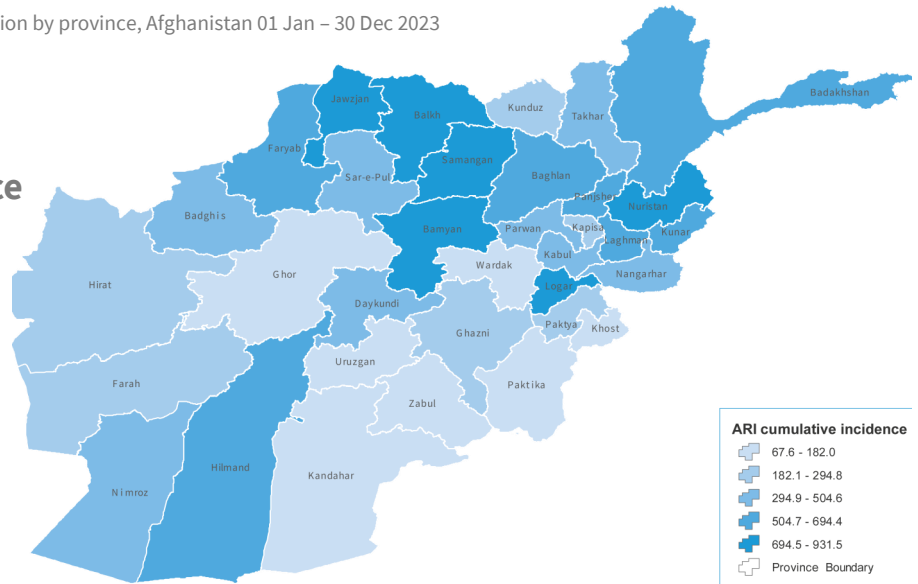 ion by province, Afghanistan 01 Jan – 30 Dec 2023
ce
Badakhshan
Jawzjan
Balkh
Kunduz
Takhar
Faryab
Samangan
Baghlan
Sar-e-Pul
Panjsher
Nuristan
Badghis
Bamyan
Parwan
Kapisa
Kunar
Laghman
Kabul
Wardak
Ghor
Nangarhar
Hirat
Logar
Daykundi
Paktya
Khost
Ghazni
Uruzgan
Farah
Paktika
Zabul
Hilmand
Kandahar
Nimroz
ARI cumulative incidence
67.6 - 182.0
182.1 - 294.8
294.9 - 504.6
504.7 - 694.4
694.5 - 931.5
Province Boundary